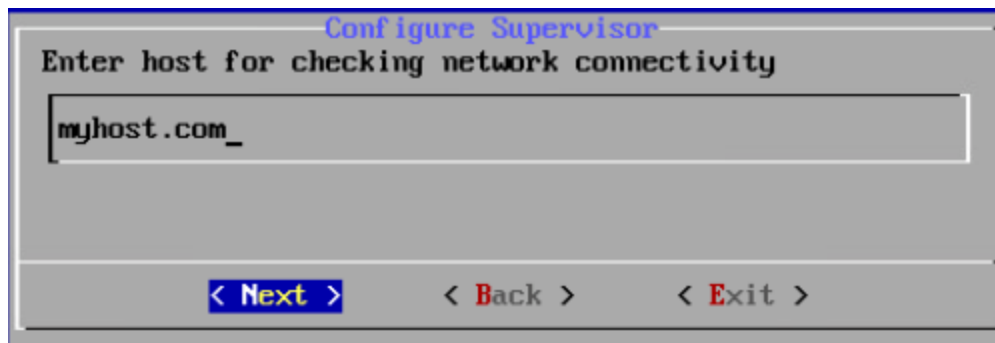 Configure Supervisor
Enter host for checking network connectivity
myhost.com_
< Next > < Back > < Exit >